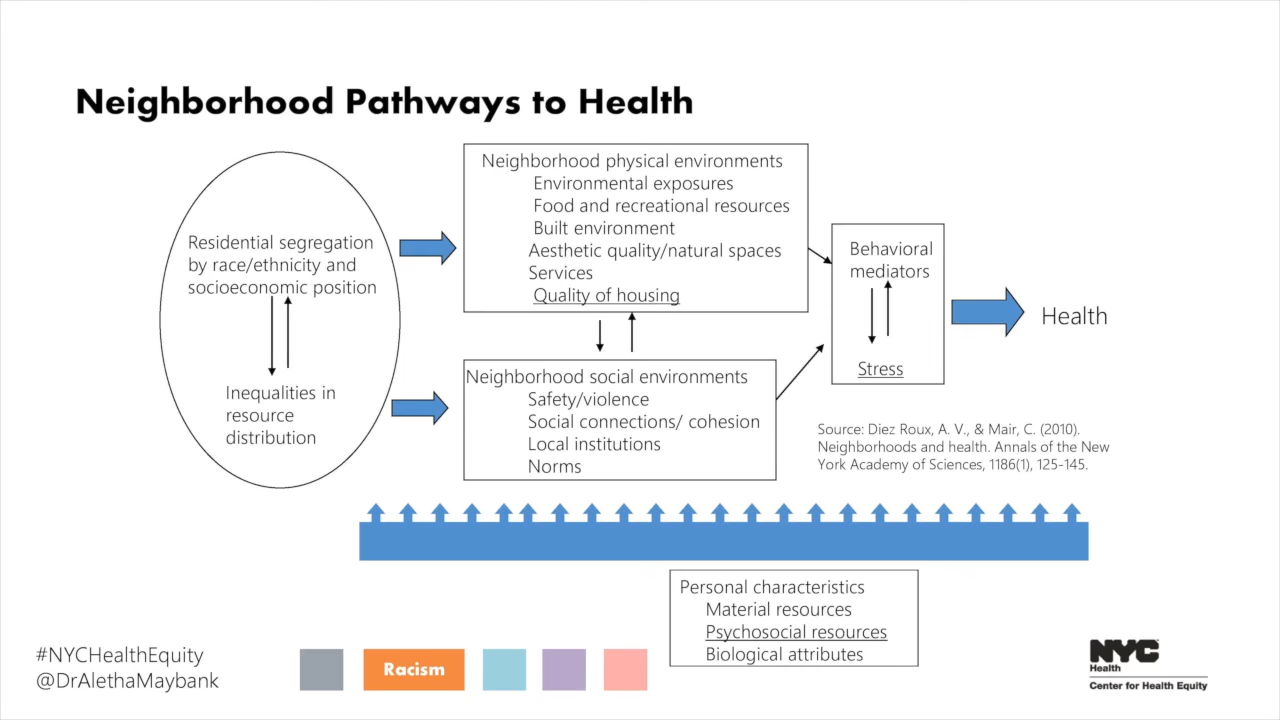 Neighborhood Pathways to Health
Residential segregation
by race/ethnicity and
socioeconomic position
Inequalities in
resource
distribution
Neighborhood physical environments
Environmental exposures
Food and recreational resources
Built environment
Aesthetic quality/natural spaces
Services
Quality of housing
Neighborhood social environments
Safety/violence
Social connections/ cohesion
Local institutions
Norms
Behavioral
mediators
Stress
Health
Source: Diez Roux, A. V., & Mair, C. (2010).
Neighborhoods and health. Annals of the New
York Academy of Sciences, 1186(1), 125-145.
Personal characteristics
Material resources
Psychosocial resources
Biological attributes
#NYCHealthEquity
@DrAlethaMaybank
Racism
NYC
Health
Center for Health Equity